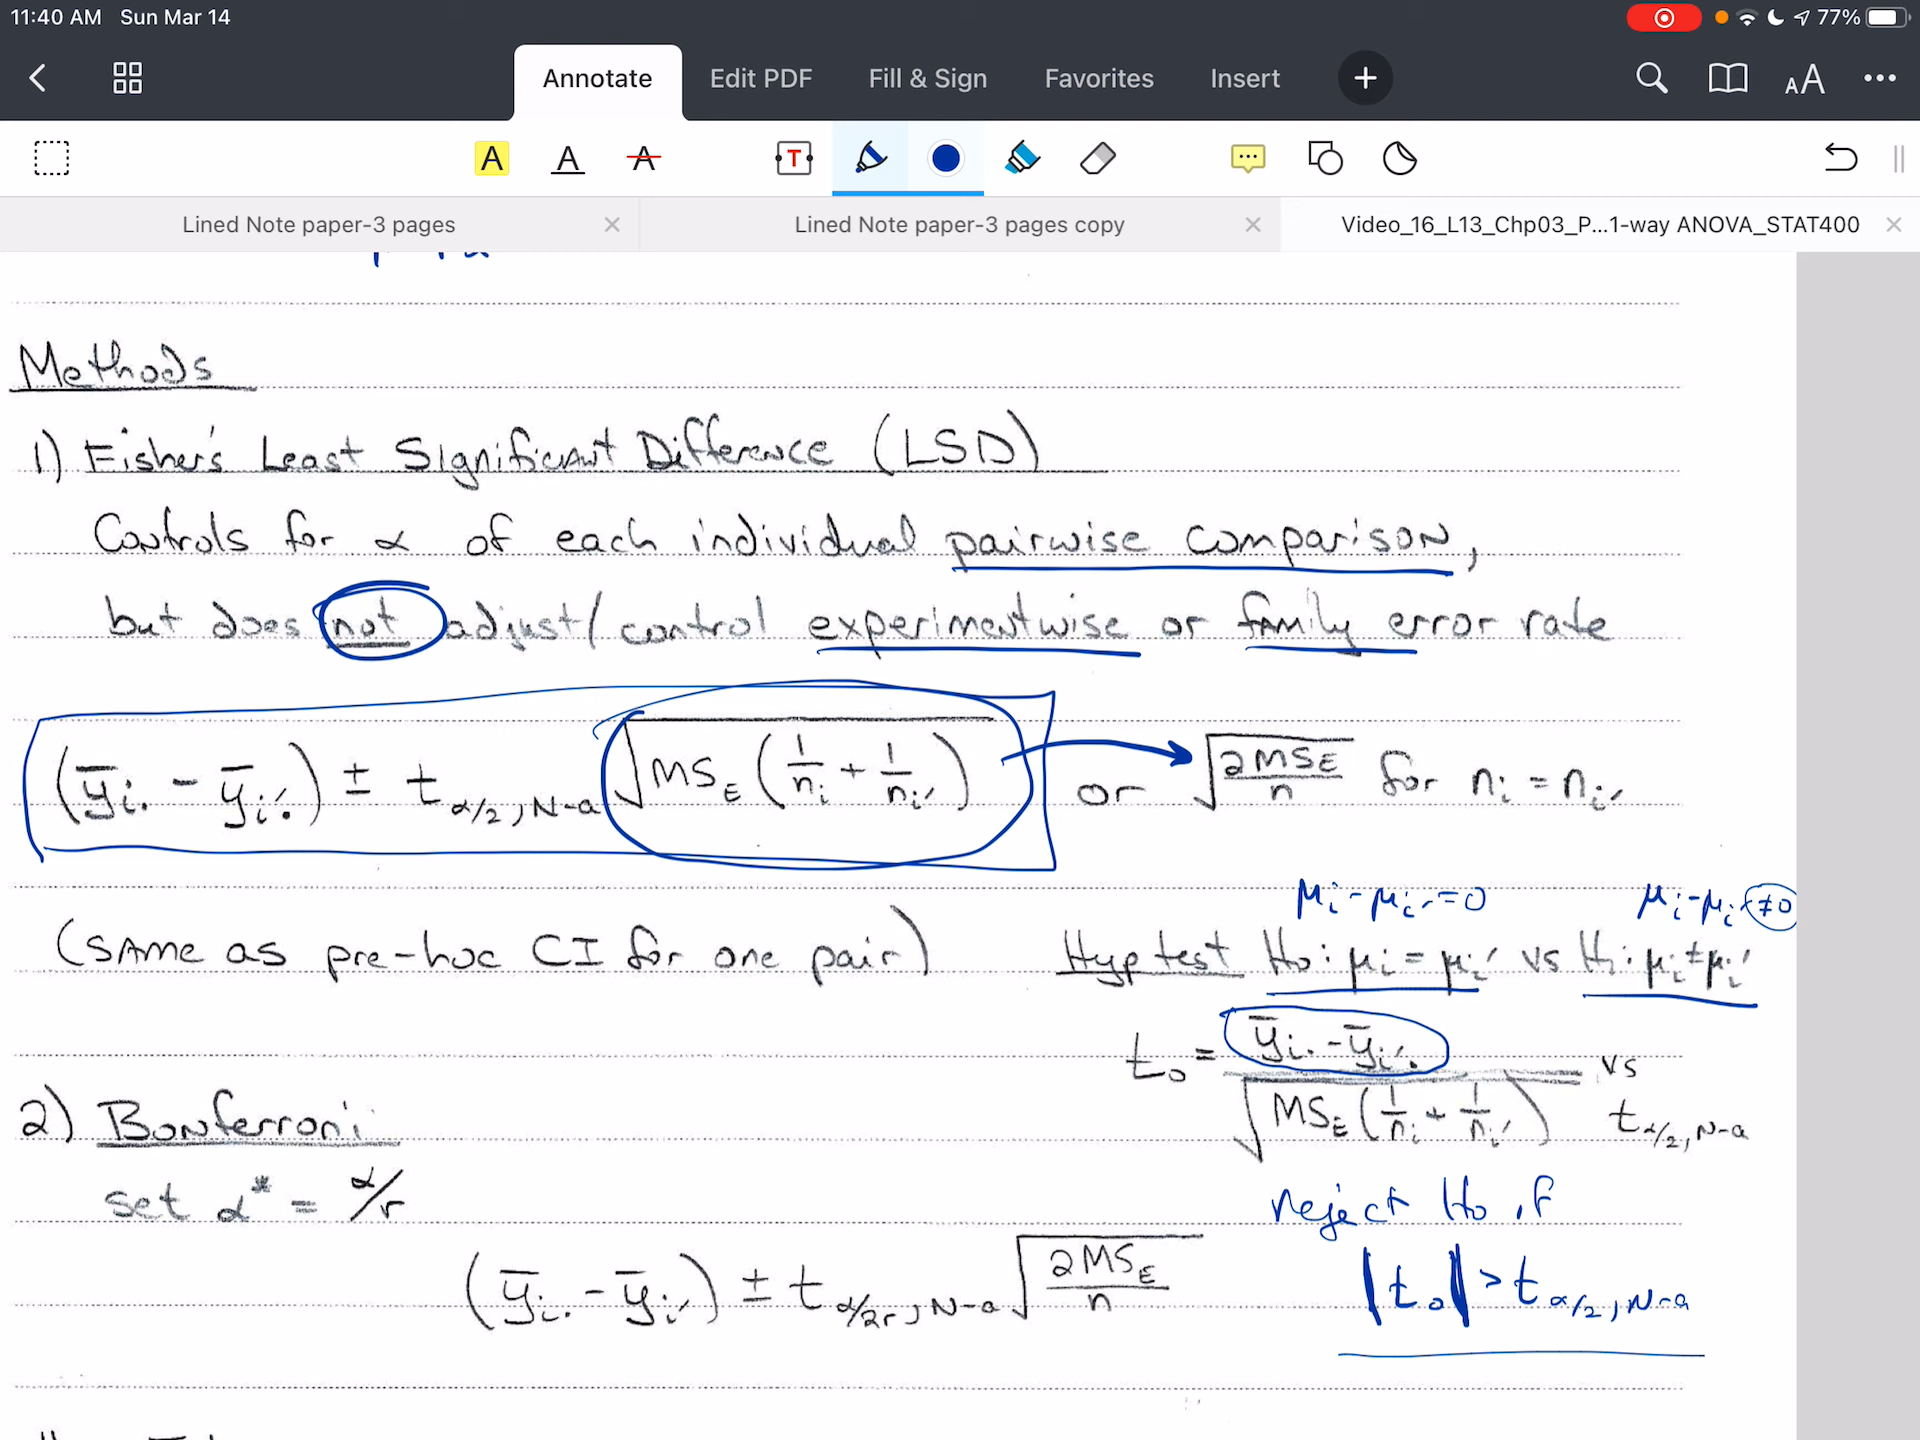 11:40 AM Sun Mar 14 77%
Annotate Edit PDF Fill & Sign Favorites Insert
A A A T AA
Lined Note paper-3 pages Lined Note paper-3 pages copy Video_16_L13_Chp03_P...1-way ANOVA_STAT400
Methods
1) Fisher's Least Significant Difference (LSD)
Controls for α of each individual pairwise comparison,
but does not adjust/control experimentwise or family error rate
(ȳi. - ȳi'.) ± t α/2, N-a √MSE (1/ni + 1/ni') or √2MSE/n for ni = ni'
μi - μi' = 0 μi - μi' ≠ 0
(same as pre-hoc CI for one pair) Hyp test H0: μi = μi' vs H1: μi ≠ μi'
t0 = ȳi. - ȳi'. / √MSE (1/ni + 1/ni') vs t α/2, N-a
2) Bonferroni
set α* = α/r
reject H0 if
(ȳi. - ȳi') ± t α/2r, N-a √2MSE/n
|t0| > t α/2, N-a